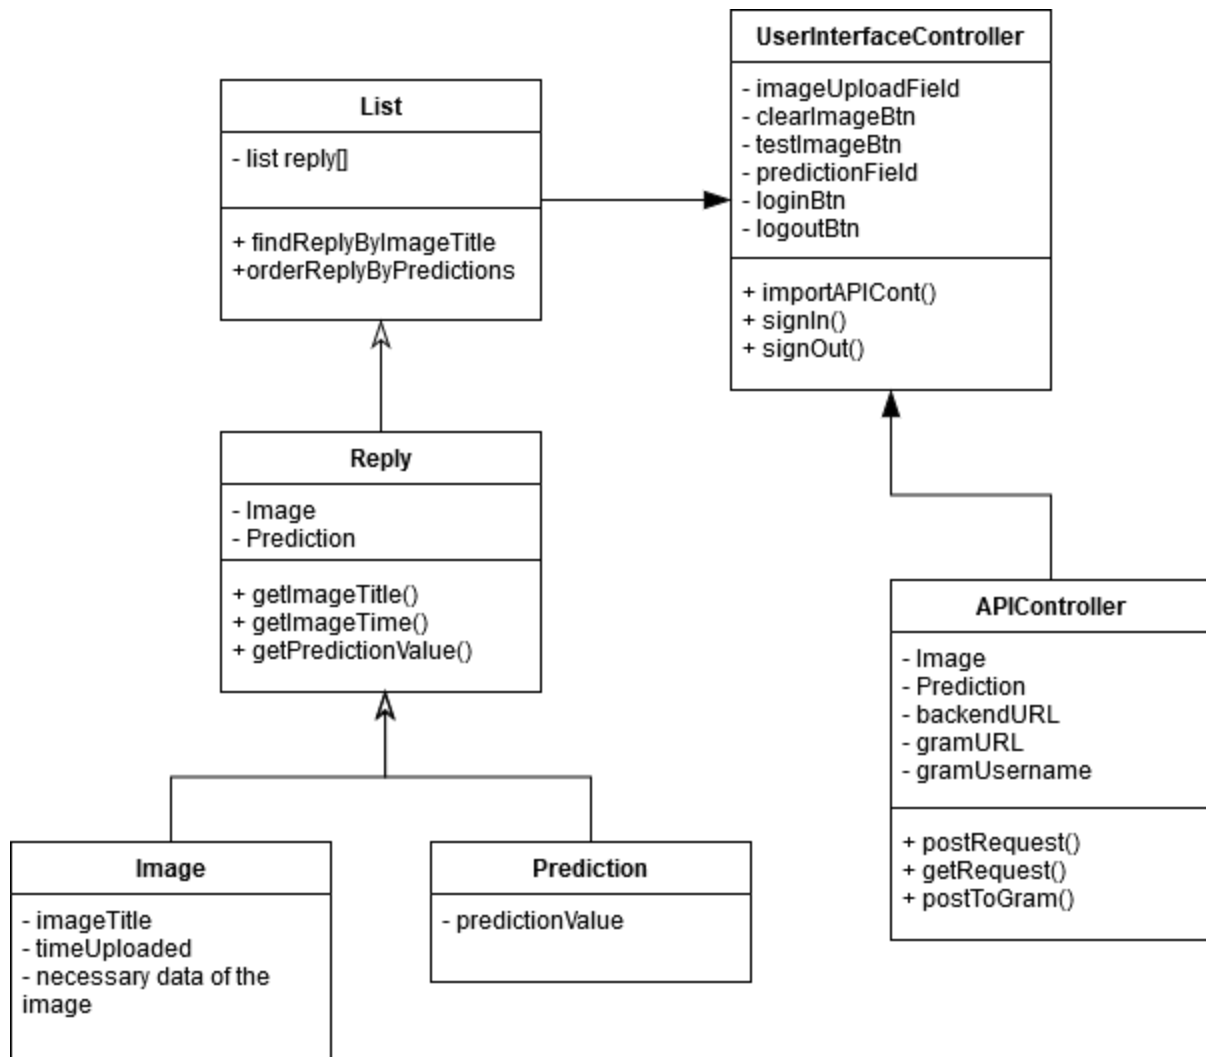 UserInterfaceController
- imageUploadField
- clearImageBtn
- testImageBtn
- predictionField
- loginBtn
- logoutBtn
+ importAPICont()
+ signIn()
+ signOut()
List
- list reply[]
+ findReplyByImageTitle
+orderReplyByPredictions
Reply
- Image
- Prediction
+ getImageTitle()
+ getImageTime()
+ getPredictionValue()
APIController
- Image
- Prediction
- backendURL
- gramURL
- gramUsername
+ postRequest()
+ getRequest()
+ postToGram()
Image
- imageTitle
- timeUploaded
- necessary data of the
image
Prediction
- predictionValue